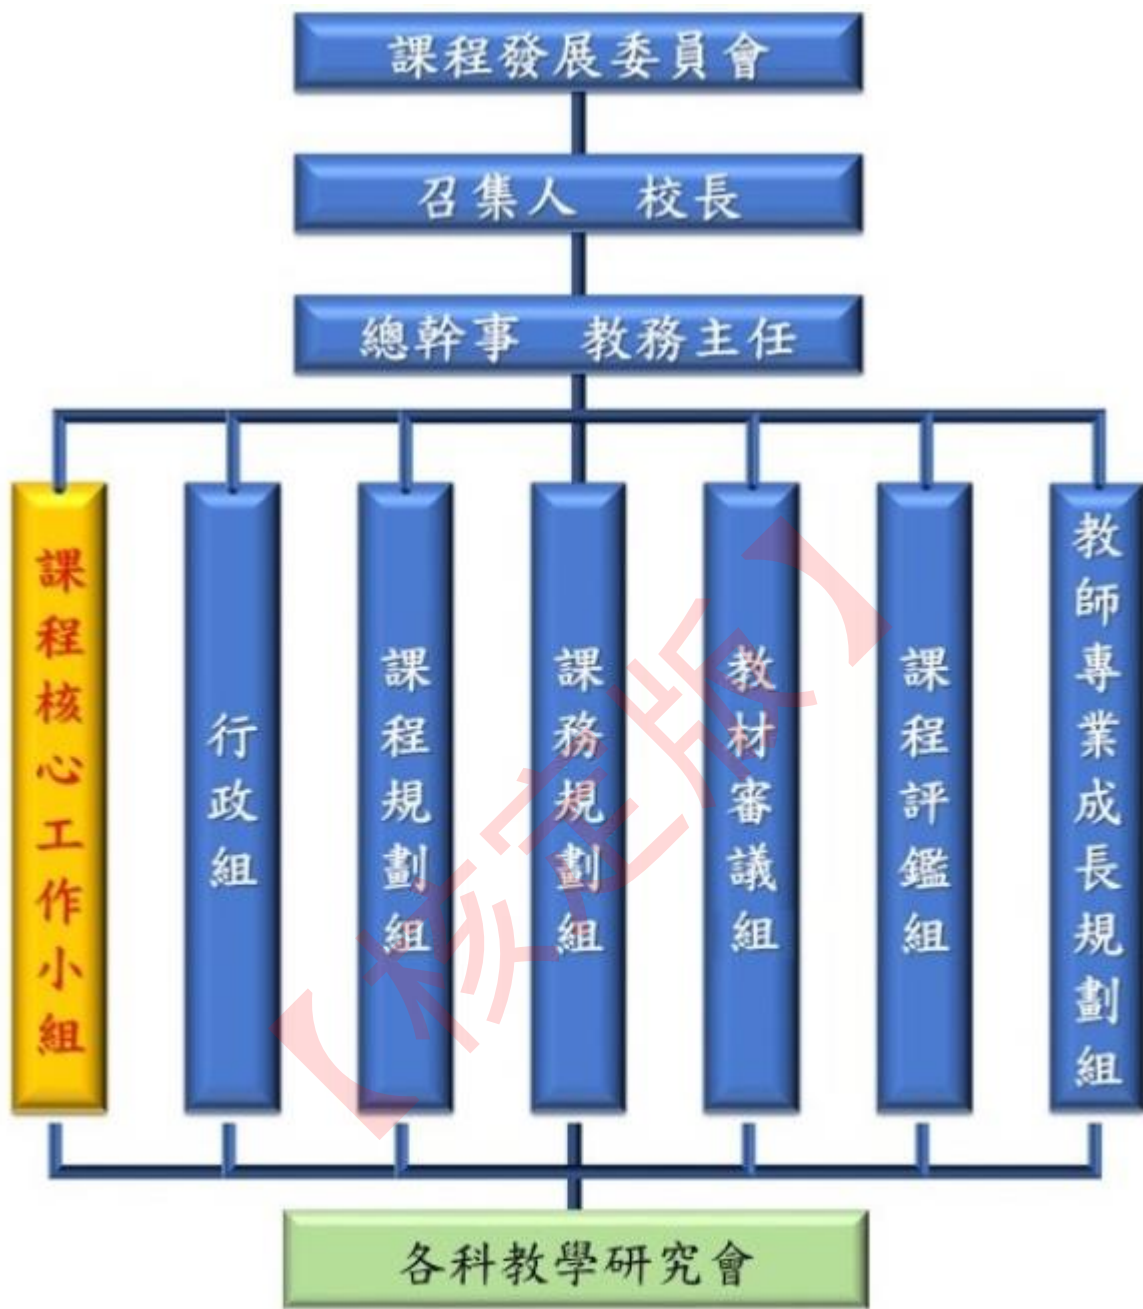 課程發展委員會
召集人　校長
總幹事　教務主任
課程核心工作小組
行政組
課程規劃組
課務規劃組
教材審議組
課程評鑑組
教師專業成長規劃組
各科教學研究會
【核定版】